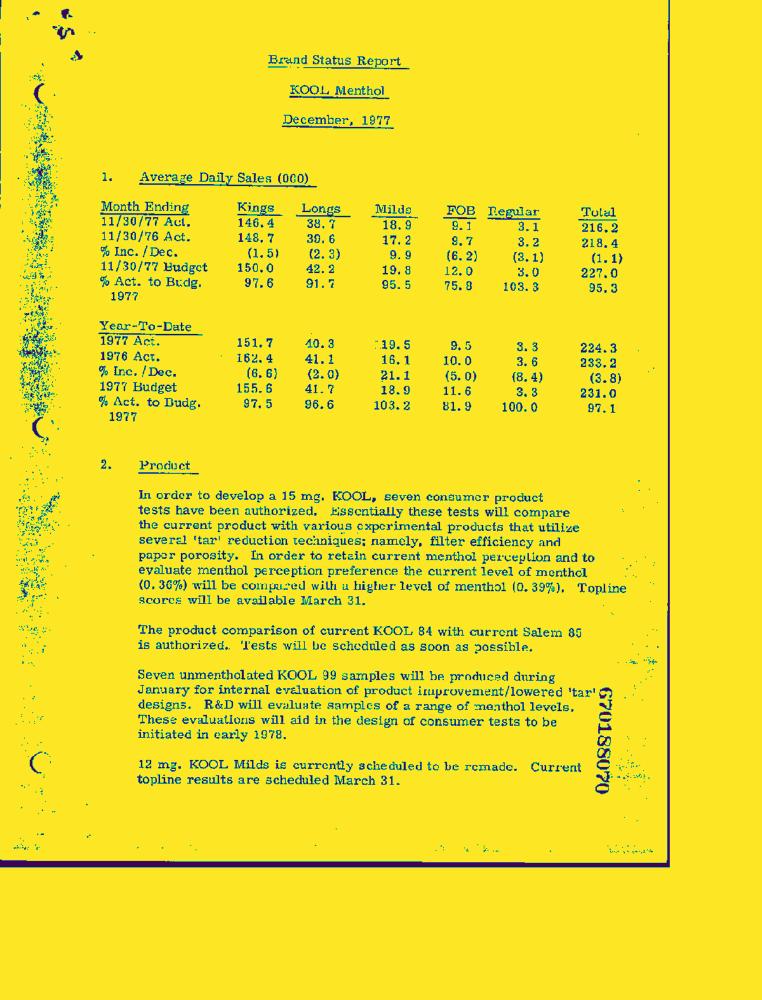 Brand Status Report
KOOL Menthol
December, 1977
1. Average Daily Sales (000)
Month Ending Kings Longs Milds FOB Regular Total
11/30/77 Act. 146.4 38.7 18.9 9.1 3.1 216.2
11/30/76 Act. 148.7 39.6 17.2 9.7 3.2 218.4
% Inc. /Dec. (1.5) (2.3) 9.9 (6.2) (3.1) (1.1)
11/30/77 Budget 150.0 42.2 19.8 12.0 3.0 227.0
% Act. to Budg. 97.6 91.7 95.5 75.8 103.3 95.3
1977
Year-To-Date
1977 Act. 151.7 40.3 19.5 9.5 3.3 224.3
1976 Act. 162.4 41.1 16.1 10.0 3.6 233.2
% Inc. /Dec. (6.6) (2.0) 21.1 (5.0) (8.4) (3.8)
1977 Budget 155.6 41.7 18.9 11.6 3.3 231.0
% Act. to Budg. 97.5 96.6 103.2 81.9 100.0 97.1
1977
2. Product
In order to develop a 15 mg. KOOL, seven consumer product
tests have been authorized. Essentially these tests will compare
the current product with various experimental products that utilize
several 'tar' reduction techniques; namely, filter efficiency and
paper porosity. In order to retain current menthol perception and to
evaluate menthol perception preference the current level of menthol
(0.36%) will be compared with a higher level of menthol (0.39%). Topline
scores will be available March 31.
The product comparison of current KOOL 84 with current Salem 85
is authorized. Tests will be scheduled as soon as possible.
Seven unmentholated KOOL 99 samples will be produced during
January for internal evaluation of product improvement/lowered 'tar'
designs. R&D will evaluate samples of a range of menthol levels.
These evaluations will aid in the design of consumer tests to be
initiated in early 1978.
12 mg. KOOL Milds is currently scheduled to be remade. Current
topline results are scheduled March 31.
670188070